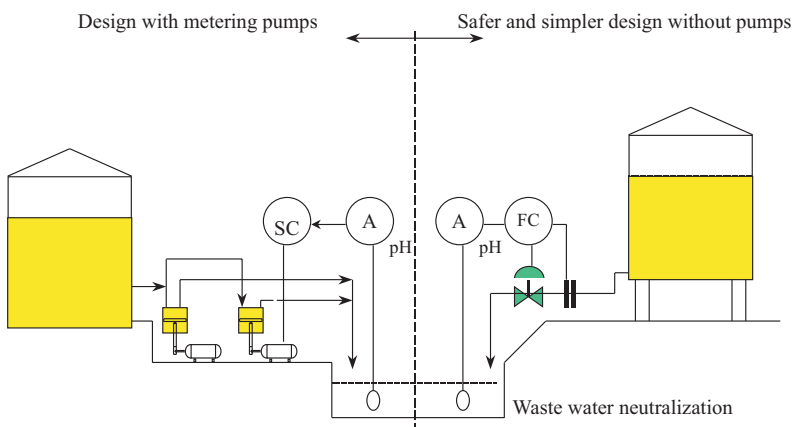 Design with metering pumps
Safer and simpler design without pumps
SC
A
pH
A
pH
FC
Waste water neutralization